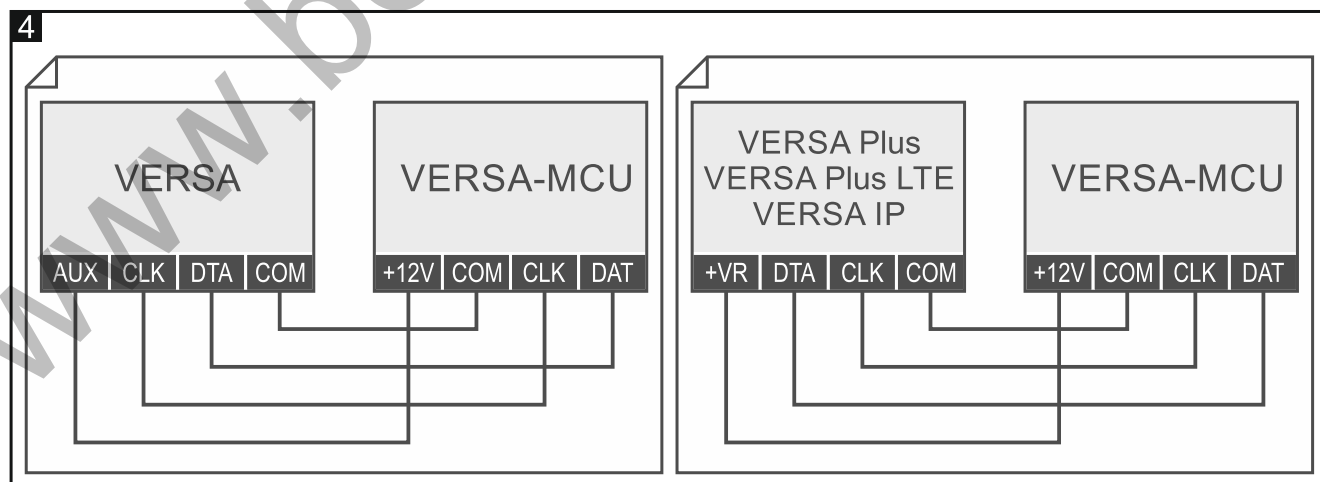 4
VERSA
VERSA-MCU
AUX CLK DTA COM
+12V COM CLK DAT
VERSA Plus
VERSA Plus LTE
VERSA IP
VERSA-MCU
+VR DTA CLK COM
+12V COM CLK DAT
www.b